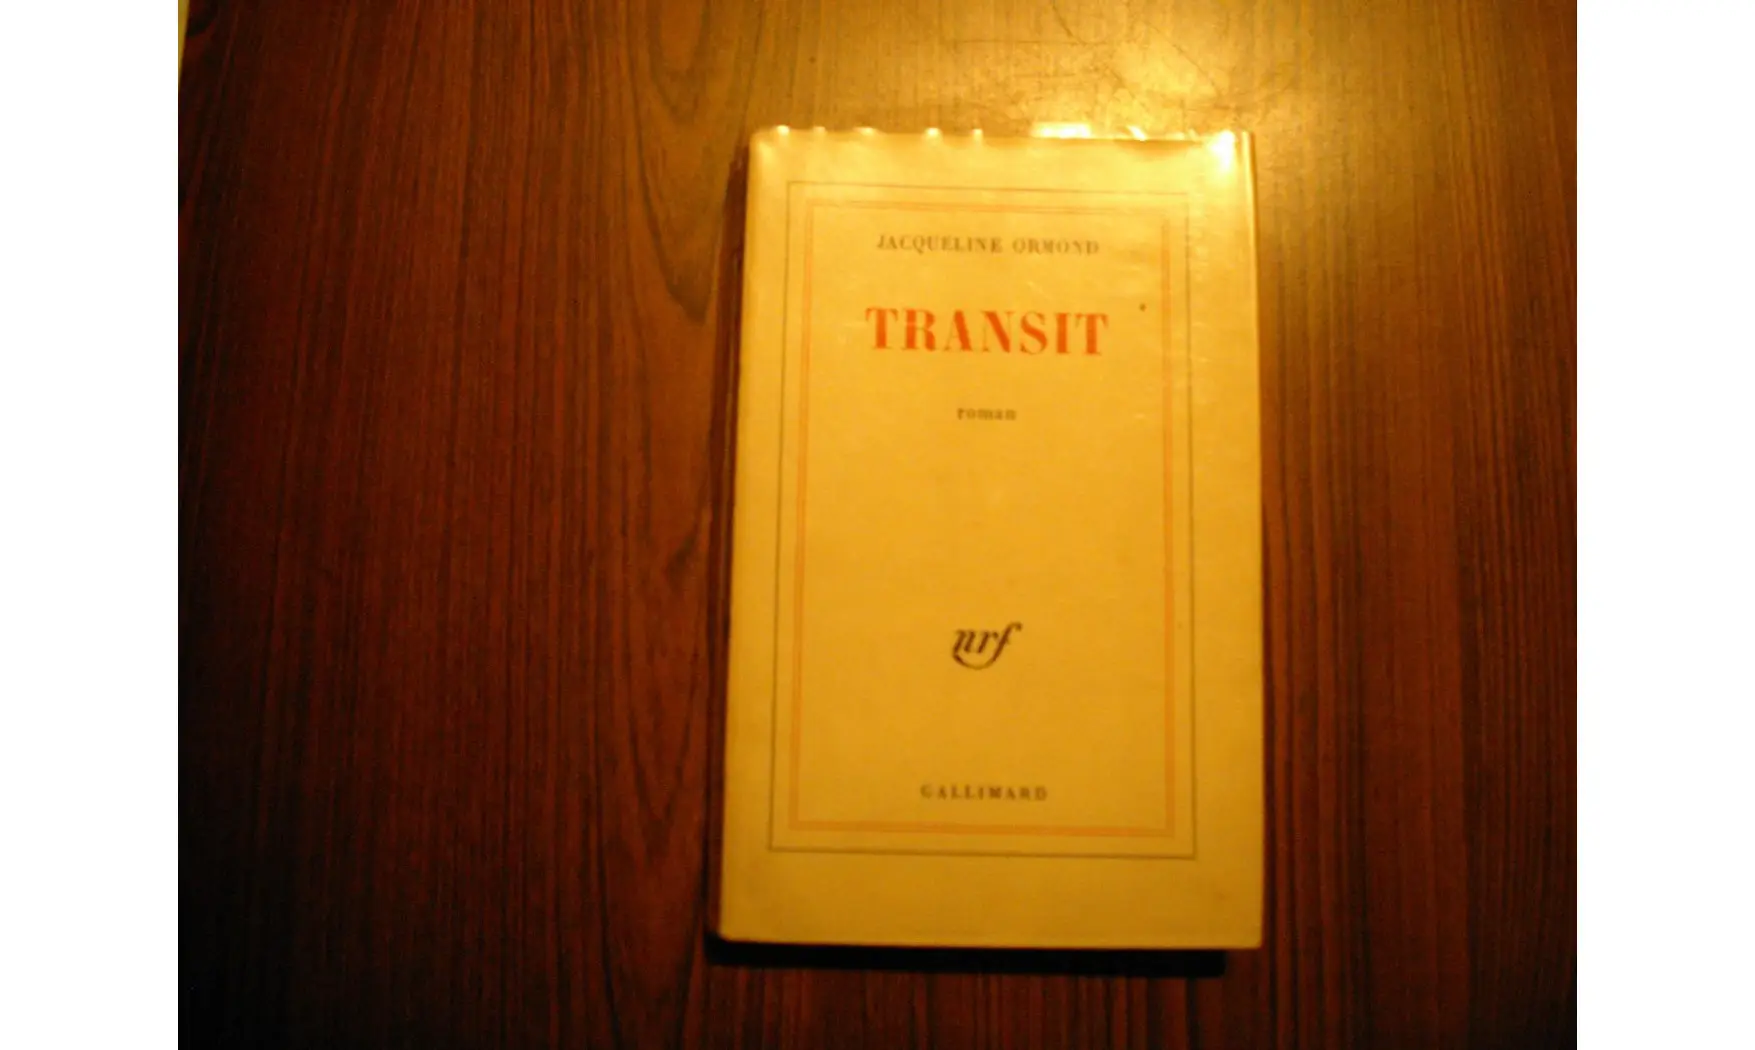 JACQUELINE ORMOND
TRANSIT
roman
nrf
GALLIMARD